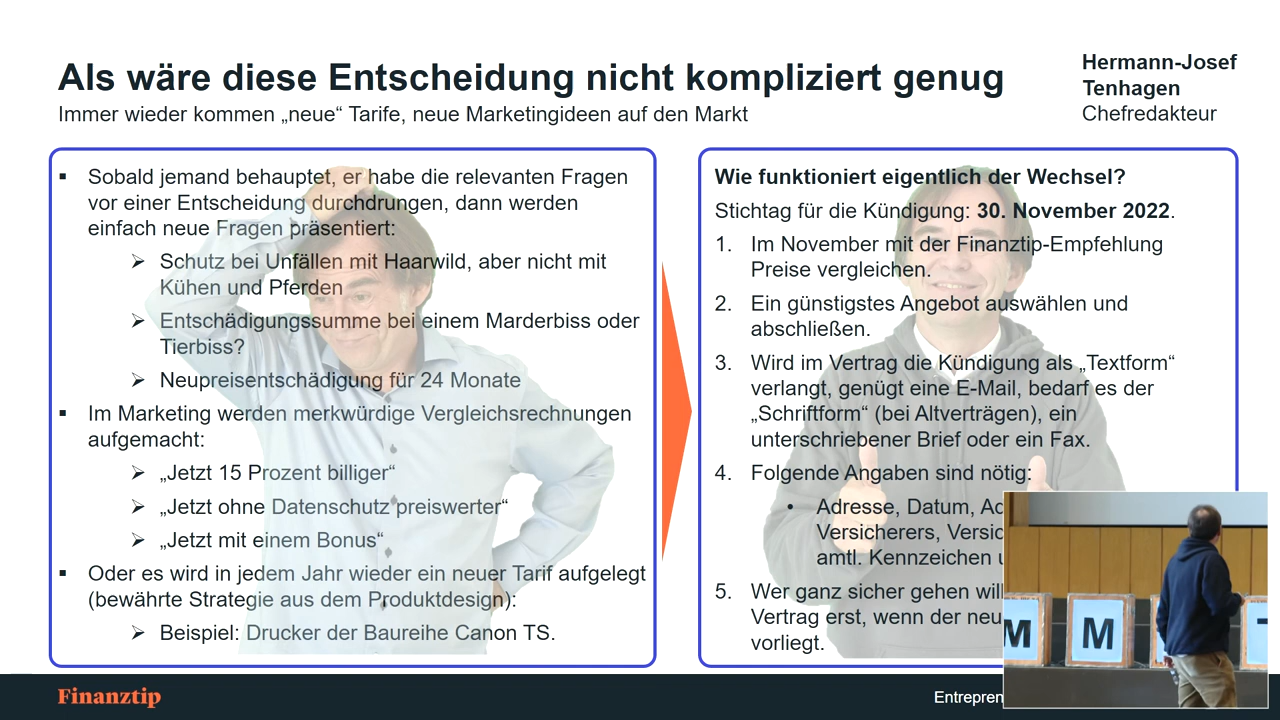 Als wäre diese Entscheidung nicht kompliziert genug
Immer wieder kommen „neue“ Tarife, neue Marketingideen auf den Markt
Hermann-Josef
Tenhagen
Chefredakteur
▪ Sobald jemand behauptet, er habe die relevanten Fragen
vor einer Entscheidung durchdrungen, dann werden
einfach neue Fragen präsentiert:
➢ Schutz bei Unfällen mit Haarwild, aber nicht mit
Kühen und Pferden
➢ Entschädigungssumme bei einem Marderbiss oder
Tierbiss?
➢ Neupreisentschädigung für 24 Monate
▪ Im Marketing werden merkwürdige Vergleichsrechnungen
aufgemacht:
➢ „Jetzt 15 Prozent billiger“
➢ „Jetzt ohne Datenschutz preiswerter“
➢ „Jetzt mit einem Bonus“
▪ Oder es wird in jedem Jahr wieder ein neuer Tarif aufgelegt
(bewährte Strategie aus dem Produktdesign):
➢ Beispiel: Drucker der Baureihe Canon TS.
Wie funktioniert eigentlich der Wechsel?
Stichtag für die Kündigung: 30. November 2022.
1. Im November mit der Finanztip-Empfehlung
Preise vergleichen.
2. Ein günstigstes Angebot auswählen und
abschließen.
3. Wird im Vertrag die Kündigung als „Textform“
verlangt, genügt eine E-Mail, bedarf es der
„Schriftform“ (bei Altverträgen), ein
unterschriebener Brief oder ein Fax.
4. Folgende Angaben sind nötig:
• Adresse, Datum,
Versicherers,
amtl. Kennzeichen
5. Wer ganz sicher gehen will
Vertrag erst, wenn der
vorliegt.
M
M
Finanztip